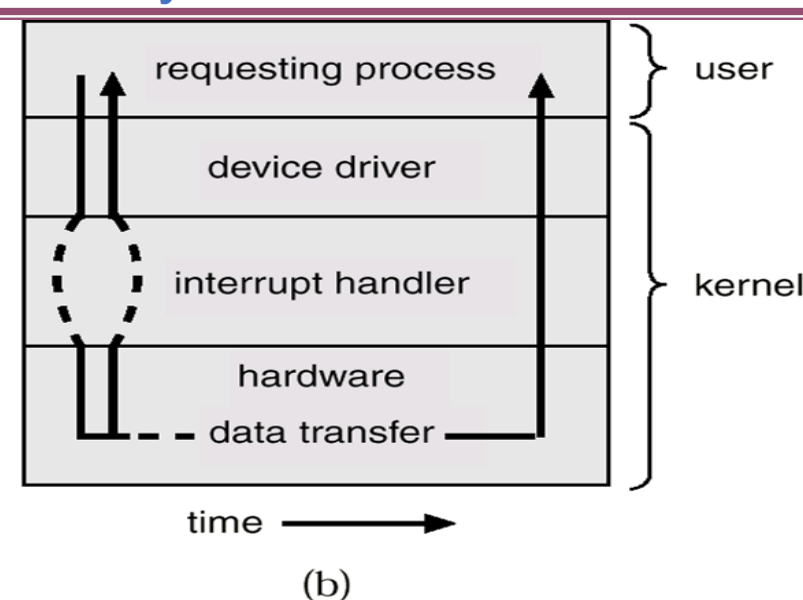 requesting process
user
device driver
interrupt handler
kernel
hardware
data transfer
time
(b)